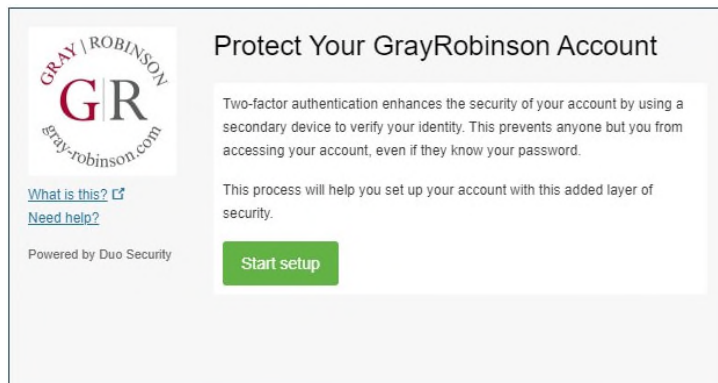 GRAY | ROBINSON
G|R
gray-robinson.com
What is this?
Need help?
Powered by Duo Security
Protect Your GrayRobinson Account
Two-factor authentication enhances the security of your account by using a
secondary device to verify your identity. This prevents anyone but you from
accessing your account, even if they know your password.
This process will help you set up your account with this added layer of
security.
Start setup